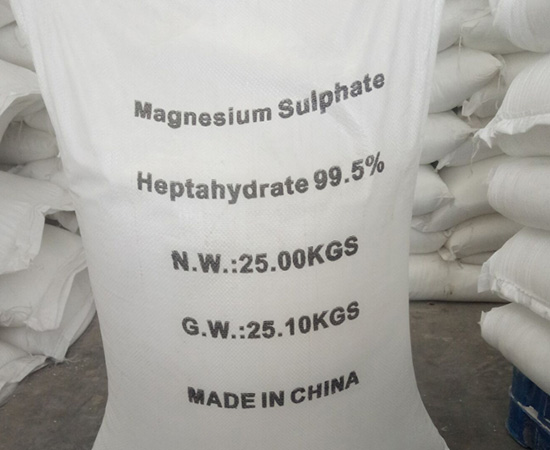 Magnesium Sulphate
Heptahydrate 99.5%
N.W.:25.00KGS
G.W.:25.10KGS
MADE IN CHINA